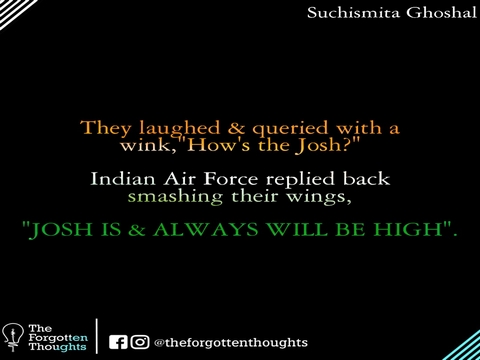 Suchismita Ghoshal
They laughed & queried with a
wink,"How's the Josh?"
Indian Air Force replied back
smashing their wings,
"JOSH IS & ALWAYS WILL BE HIGH".
The
Forgotten
Thoughts
@theforgottenthoughts